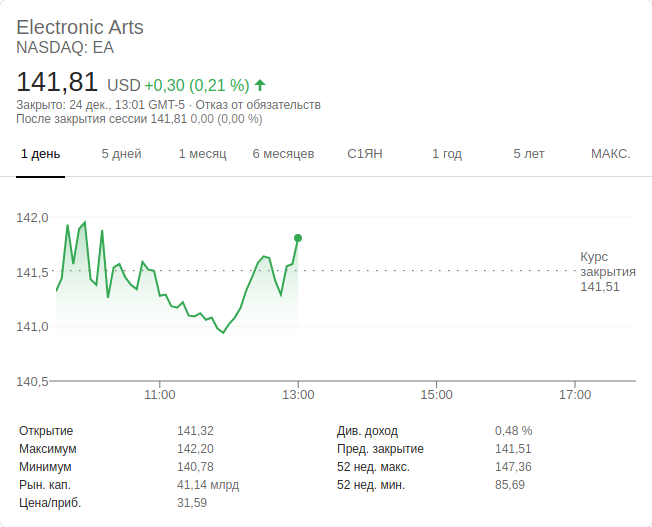 Electronic Arts
NASDAQ: EA
141,81 USD +0,30 (0,21 %)
Закрыто: 24 дек., 13:01 GMT-5 · Отказ от обязательств
После закрытия сессии 141,81 0,00 (0,00 %)
1 день 5 дней 1 месяц 6 месяцев С1ЯН 1 год 5 лет МАКС.
142,0
141,5
141,0
140,5
Курс
закрытия
141,51
11:00 13:00 15:00 17:00
Открытие 141,32 Див. доход 0,48 %
Максимум 142,20 Пред. закрытие 141,51
Минимум 140,78 52 нед. макс. 147,36
Рын. кап. 41,14 млрд 52 нед. мин. 85,69
Цена/приб. 31,59